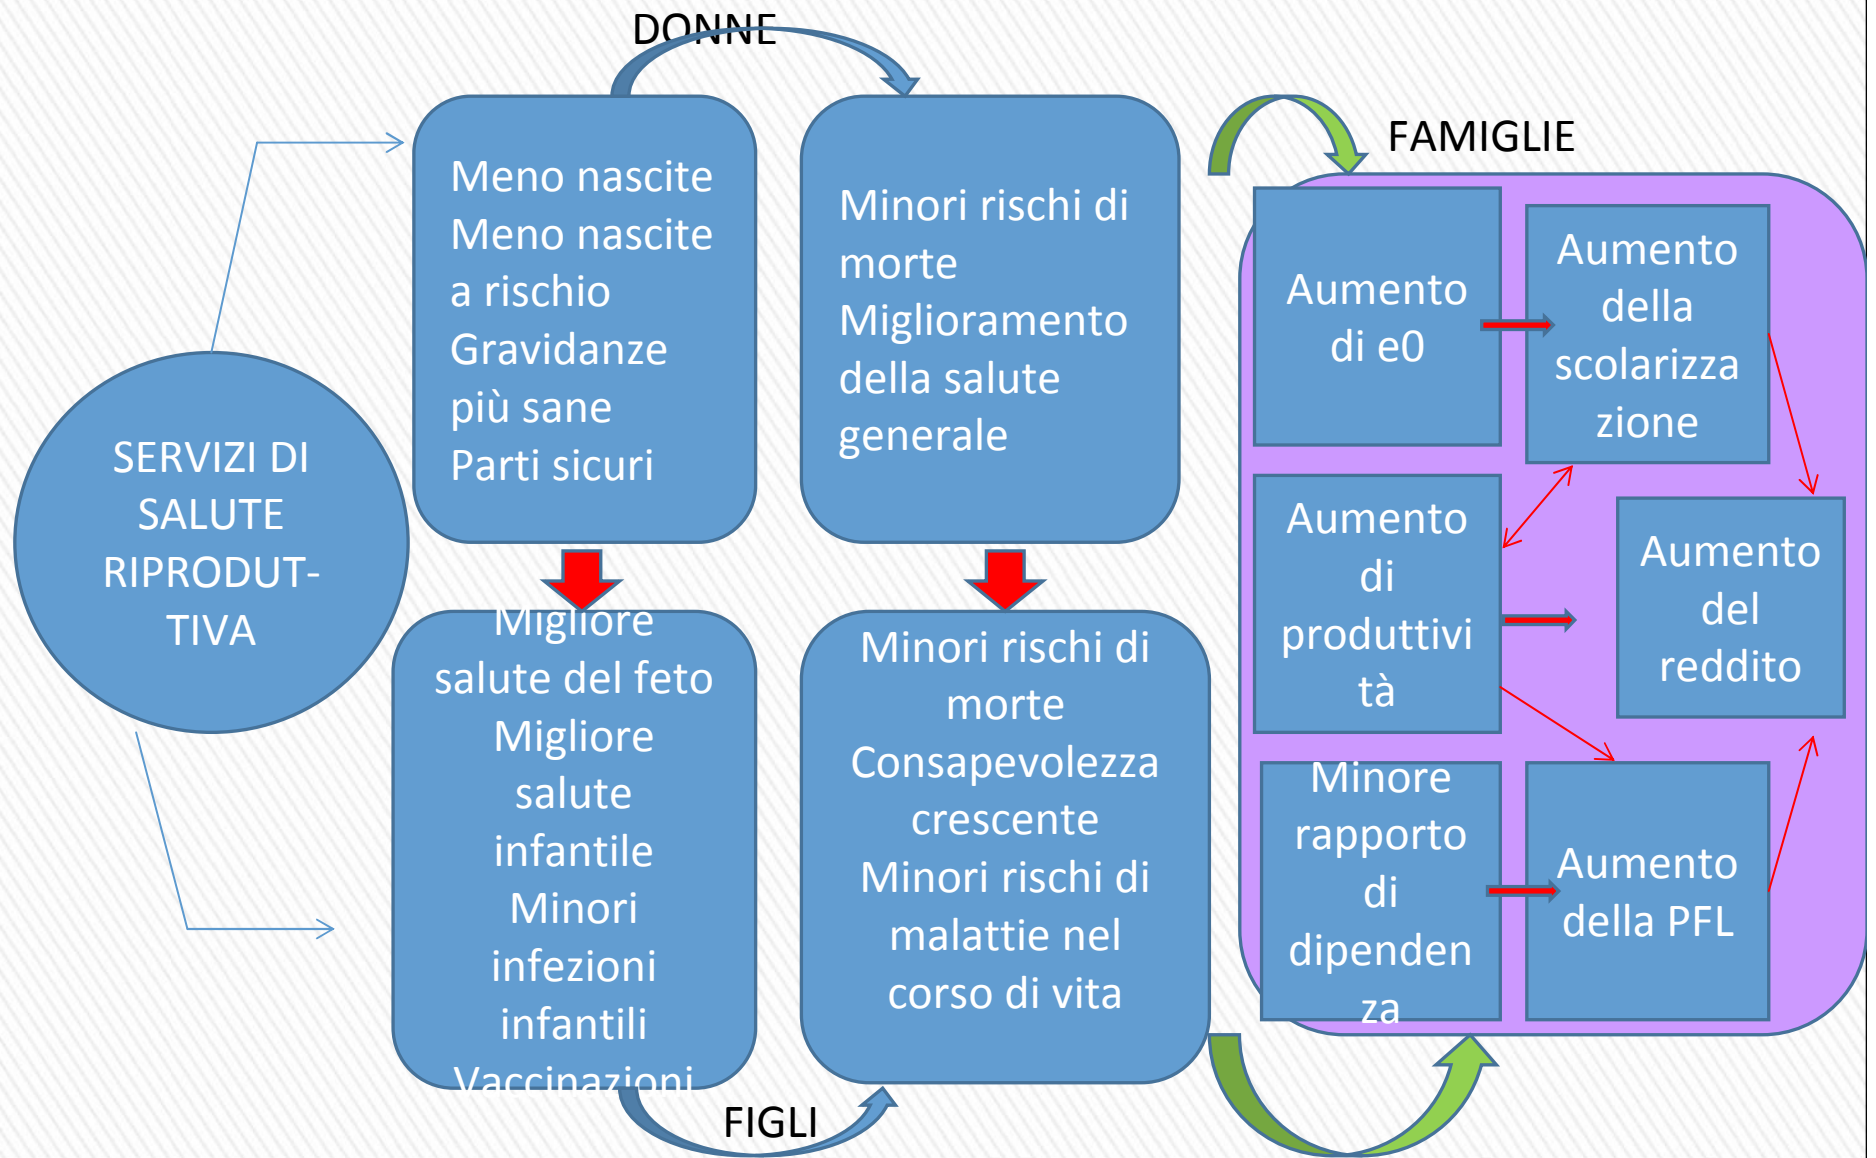 DONNE
FAMIGLIE
SERVIZI DI
SALUTE
RIPRODUT-
TIVA
Meno nascite
Meno nascite
a rischio
Gravidanze
più sane
Parti sicuri
Minori rischi di
morte
Miglioramento
della salute
generale
Migliore
salute del feto
Migliore
salute
infantile
Minori
infezioni
infantili
Vaccinazioni
Minori rischi di
morte
Consapevolezza
crescente
Minori rischi di
malattie nel
corso di vita
FIGLI
Aumento
di e0
Aumento
della
scolarizza
zione
Aumento
di
produttivi
tà
Aumento
del
reddito
Minore
rapporto
di
dipenden
za
Aumento
della PFL